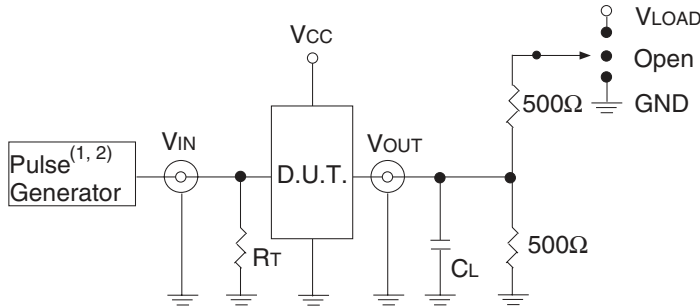 VLOAD
VCC
Open
500Ω
GND
VIN
VOUT
Pulse(1, 2)
Generator
D.U.T.
RT
CL
500Ω